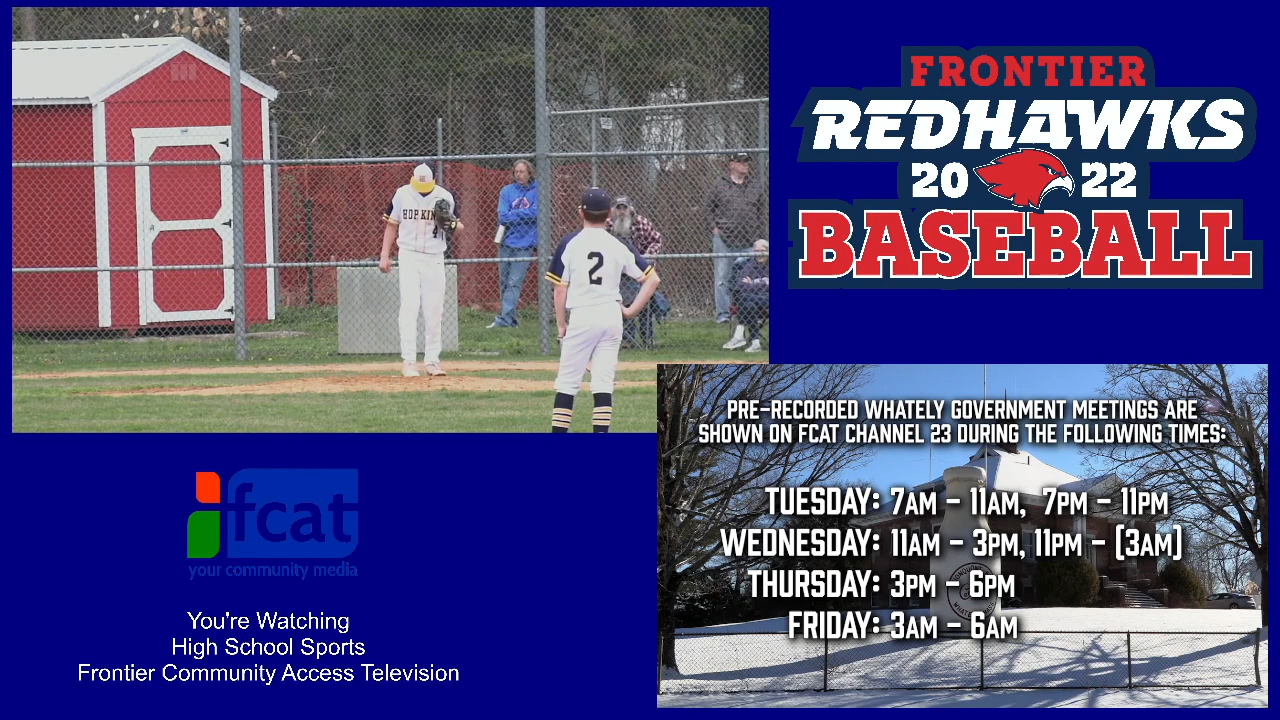 HOPKINS
2
FRONTIER
REDHAWKS
2022
BASEBALL
PRE-RECORDED WHATELY GOVERNMENT MEETINGS ARE
SHOWN ON FCAT CHANNEL 23 DURING THE FOLLOWING TIMES:
TUESDAY: 7AM - 11AM, 7PM - 11PM
WEDNESDAY: 11AM - 3PM, 11PM - (3AM)
THURSDAY: 3PM - 6PM
FRIDAY: 3AM - 6AM
fcat
your community media
You're Watching
High School Sports
Frontier Community Access Television